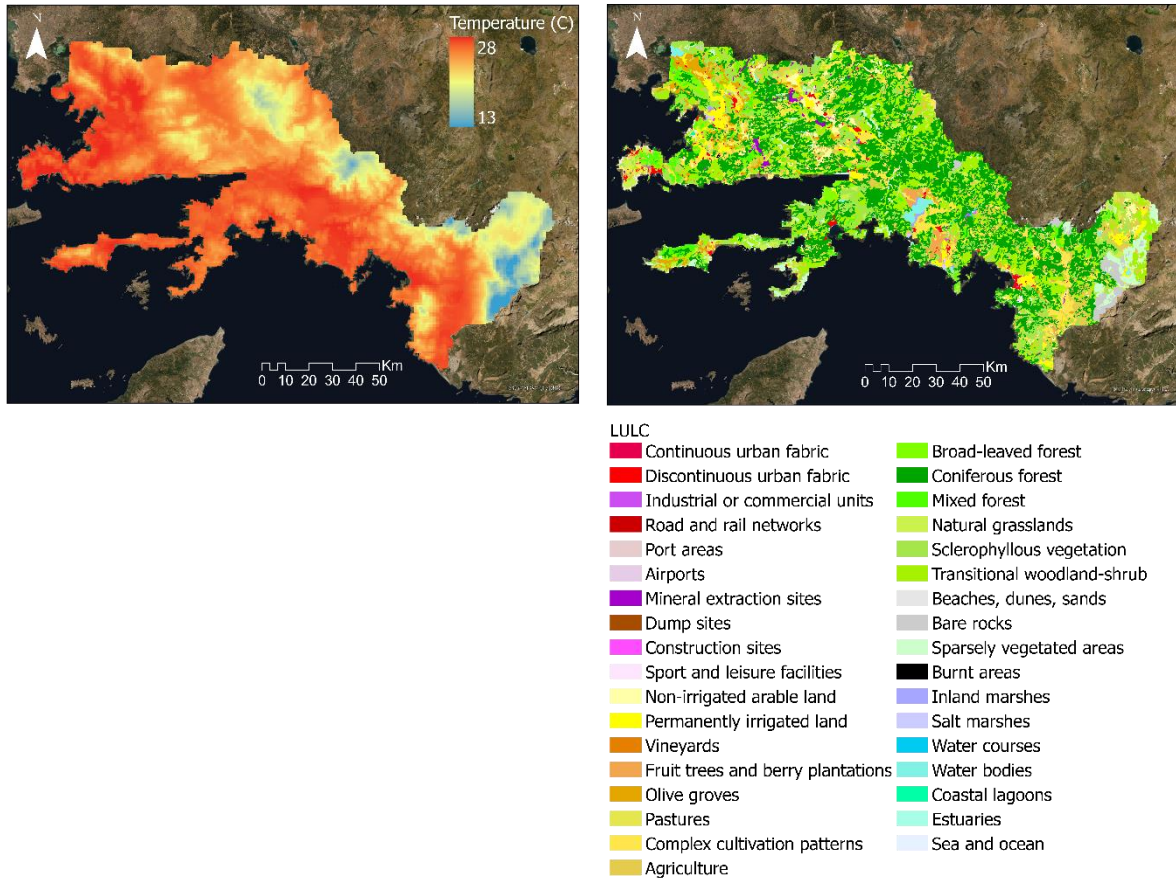 N
Temperature (C)
28
13
Km
0 10 20 30 40 50
N
Km
0 10 20 30 40 50
LULC
Continuous urban fabric
Discontinuous urban fabric
Industrial or commercial units
Road and rail networks
Port areas
Airports
Mineral extraction sites
Dump sites
Construction sites
Sport and leisure facilities
Non-irrigated arable land
Permanently irrigated land
Vineyards
Fruit trees and berry plantations
Olive groves
Pastures
Complex cultivation patterns
Agriculture
Broad-leaved forest
Coniferous forest
Mixed forest
Natural grasslands
Sclerophyllous vegetation
Transitional woodland-shrub
Beaches, dunes, sands
Bare rocks
Sparsely vegetated areas
Burnt areas
Inland marshes
Salt marshes
Water courses
Water bodies
Coastal lagoons
Estuaries
Sea and ocean